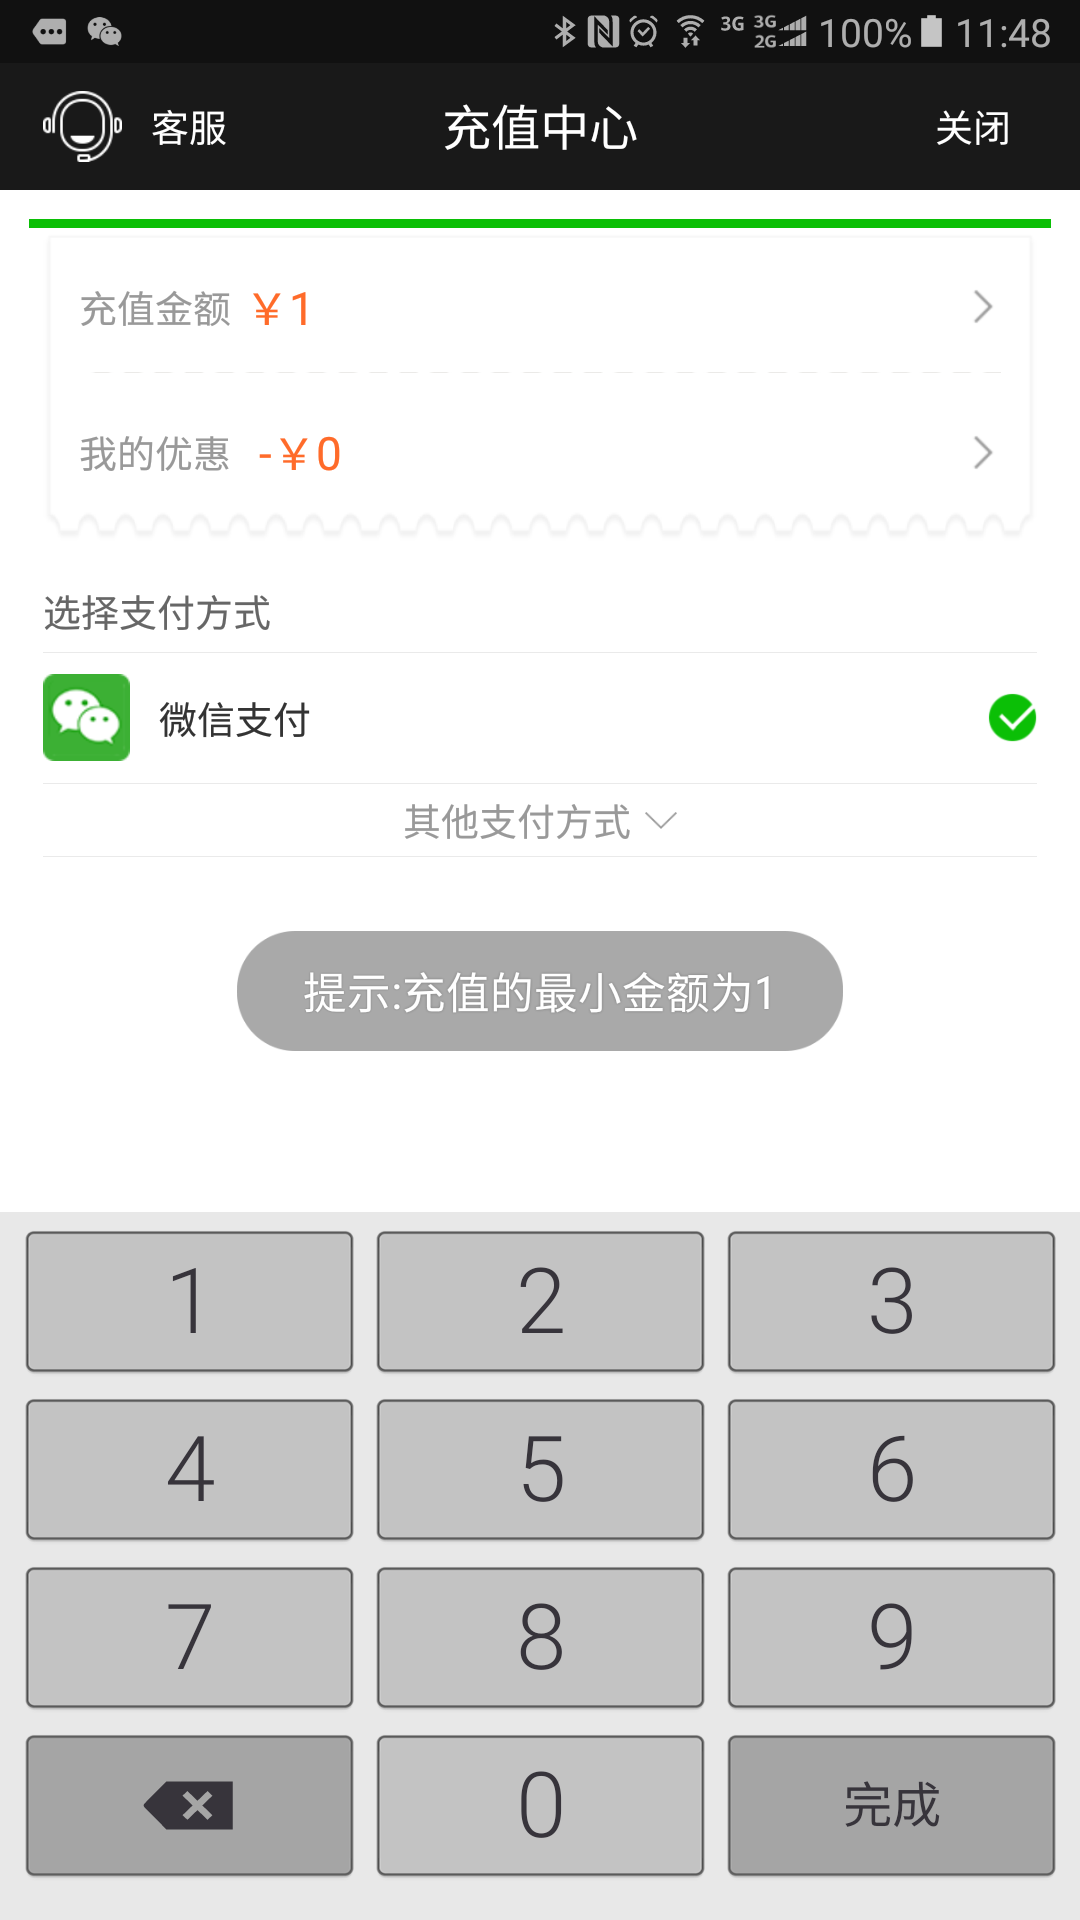 3G 3G 2G 100% 11:48
客服 充值中心 关闭
充值金额 ¥1
我的优惠 -¥0
选择支付方式
微信支付
其他支付方式
提示:充值的最小金额为1
1 2 3
4 5 6
7 8 9
0 完成